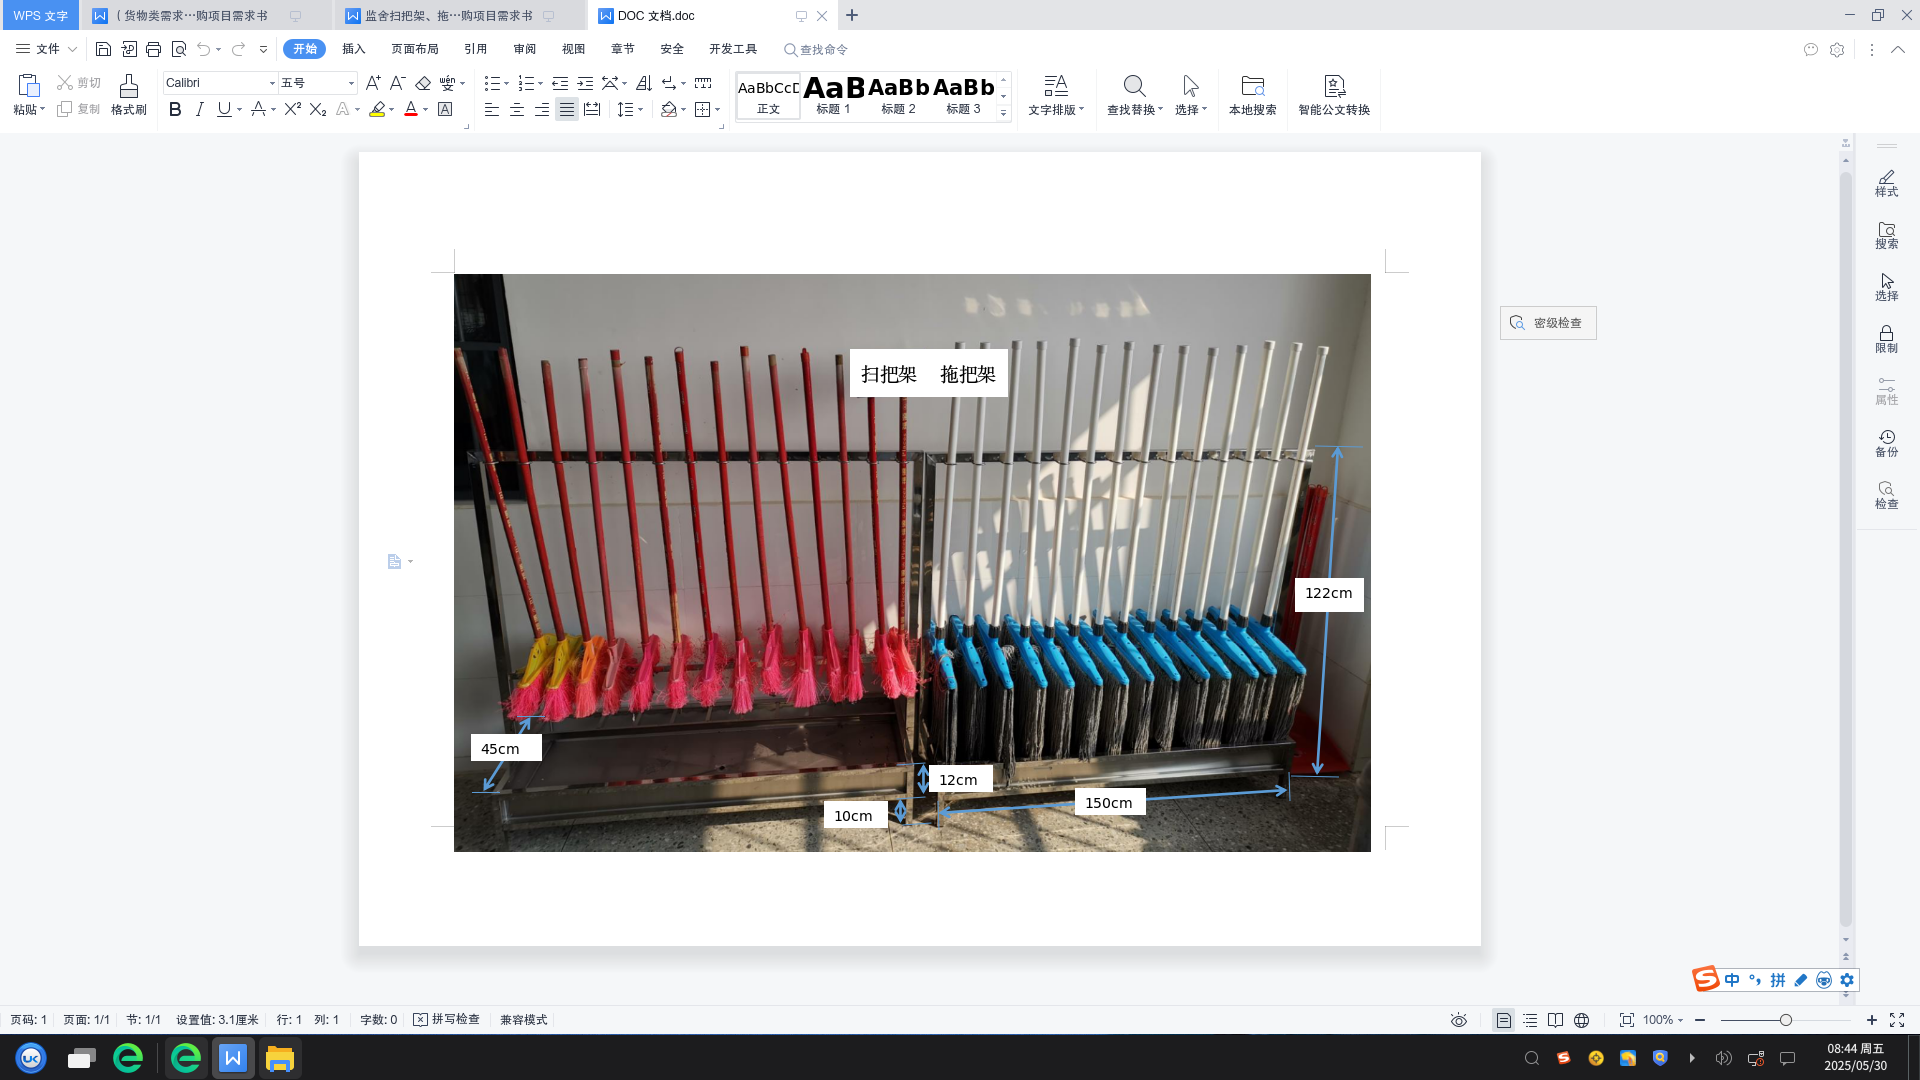 WPS 文字
（ 货物类需求···购项目需求书
监舍扫把架、拖···购项目需求书
DOC 文档.doc
文件
开始
插入
页面布局
引用
审阅
视图
章节
安全
开发工具
查找命令
粘贴
剪切
复制
格式刷
Calibri
五号
AaBbCcD
正文
AaB
标题 1
AaBb
标题 2
AaBb
标题 3
文字排版
查找替换
选择
本地搜索
智能公文转换
扫把架 拖把架
122cm
45cm
12cm
10cm
150cm
密级检查
样式
搜索
选择
限制
属性
备份
检查
中 拼
页码: 1
页面: 1/1
节: 1/1
设置值: 3.1厘米
行: 1
列: 1
字数: 0
拼写检查
兼容模式
100%
08:44 周五
2025/05/30